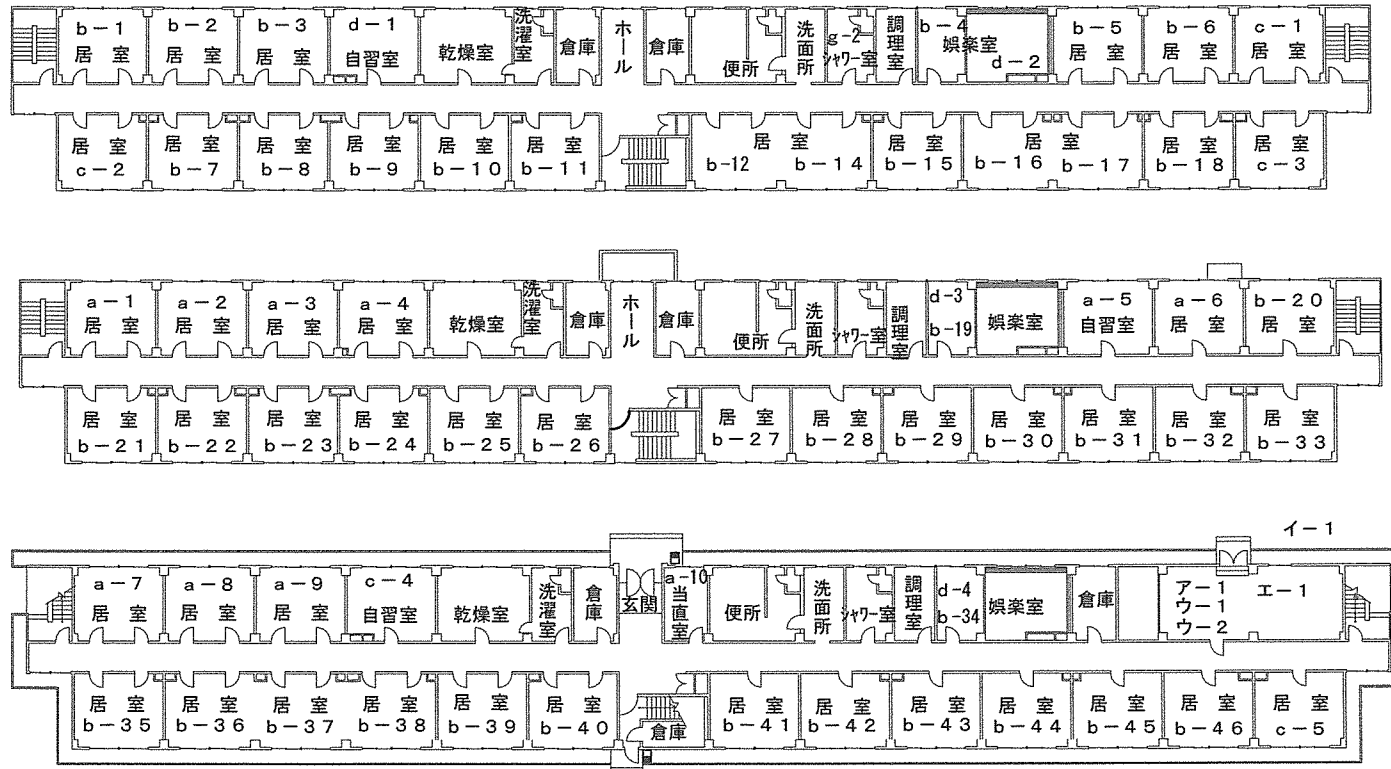 b－1 b－2 b－3 d－1 洗濯室 ホール 洗面所 g－2 調理室 b－4 b－5 b－6 c－1
居室 居室 居室 自習室 乾燥室 倉庫 倉庫 便所 シャワー室 娯楽室 d－2 居室 居室 居室
居室 居室 居室 居室 居室 居室 居室 居室 居室 居室 居室
c－2 b－7 b－8 b－9 b－10 b－11 b－12 b－14 b－15 b－16 b－17 b－18 c－3
a－1 a－2 a－3 a－4 洗濯室 ホール 洗面所 調理室 d－3 a－5 a－6 b－20
居室 居室 居室 居室 乾燥室 倉庫 倉庫 便所 シャワー室 b－19 娯楽室 自習室 居室 居室
居室 居室 居室 居室 居室 居室 居室 居室 居室 居室 居室 居室 居室
b－21 b－22 b－23 b－24 b－25 b－26 b－27 b－28 b－29 b－30 b－31 b－32 b－33
イ－1
a－7 a－8 a－9 c－4 洗濯室 倉庫 a－10 洗面所 調理室 d－4 倉庫 ア－1 エ－1
居室 居室 居室 自習室 乾燥室 玄関 当直室 便所 シャワー室 b－34 娯楽室 ウ－1
ウ－2
居室 居室 居室 居室 居室 居室 居室 居室 居室 居室 居室 居室 居室
b－35 b－36 b－37 b－38 b－39 b－40 倉庫 b－41 b－42 b－43 b－44 b－45 b－46 c－5